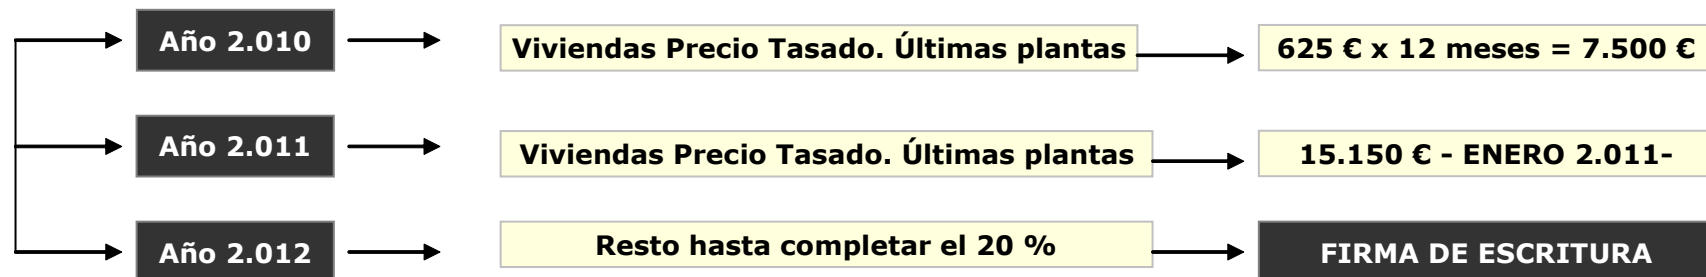 Año 2.010
Viviendas Precio Tasado. Últimas plantas
625 € x 12 meses = 7.500 €
Año 2.011
Viviendas Precio Tasado. Últimas plantas
15.150 € - ENERO 2.011-
Año 2.012
Resto hasta completar el 20 %
FIRMA DE ESCRITURA